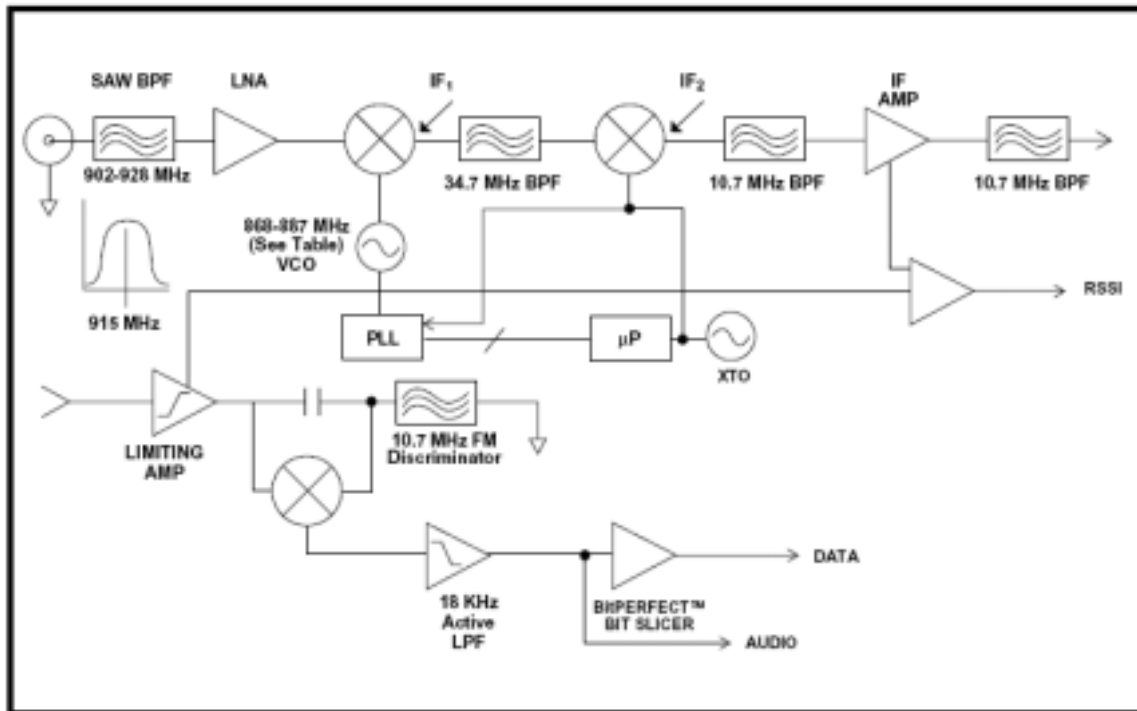 SAW BPF
LNA
IF1
IF2
IF
AMP
902-928 MHz
34.7 MHz BPF
10.7 MHz BPF
10.7 MHz BPF
868-887 MHz
(See Table)
VCO
915 MHz
PLL
µP
XTO
RSSI
LIMITING
AMP
10.7 MHz FM
Discriminator
18 KHz
Active
LPF
BitPERFECT™
BIT SLICER
DATA
AUDIO